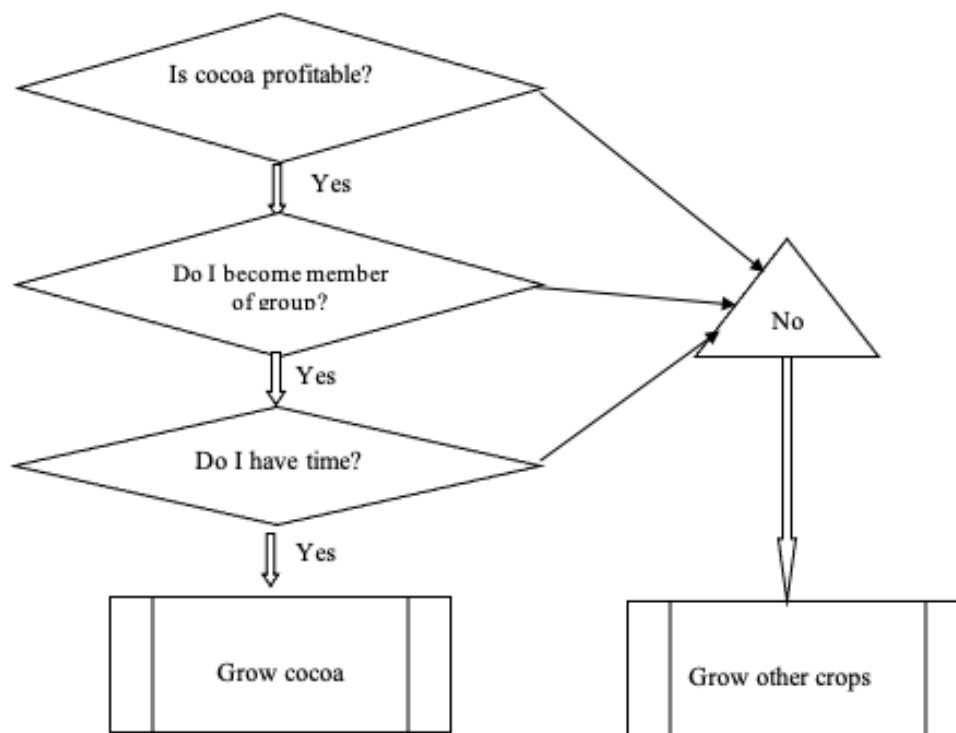 Is cocoa profitable?
Yes
Do I become member
of group?
No
Yes
Do I have time?
Yes
Grow cocoa
Grow other crops